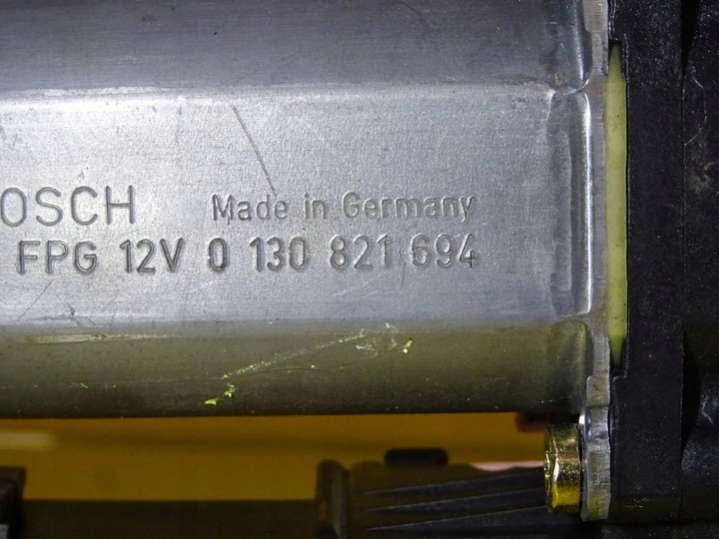 OSCH Made in Germany
FPG 12V 0 130 821 694